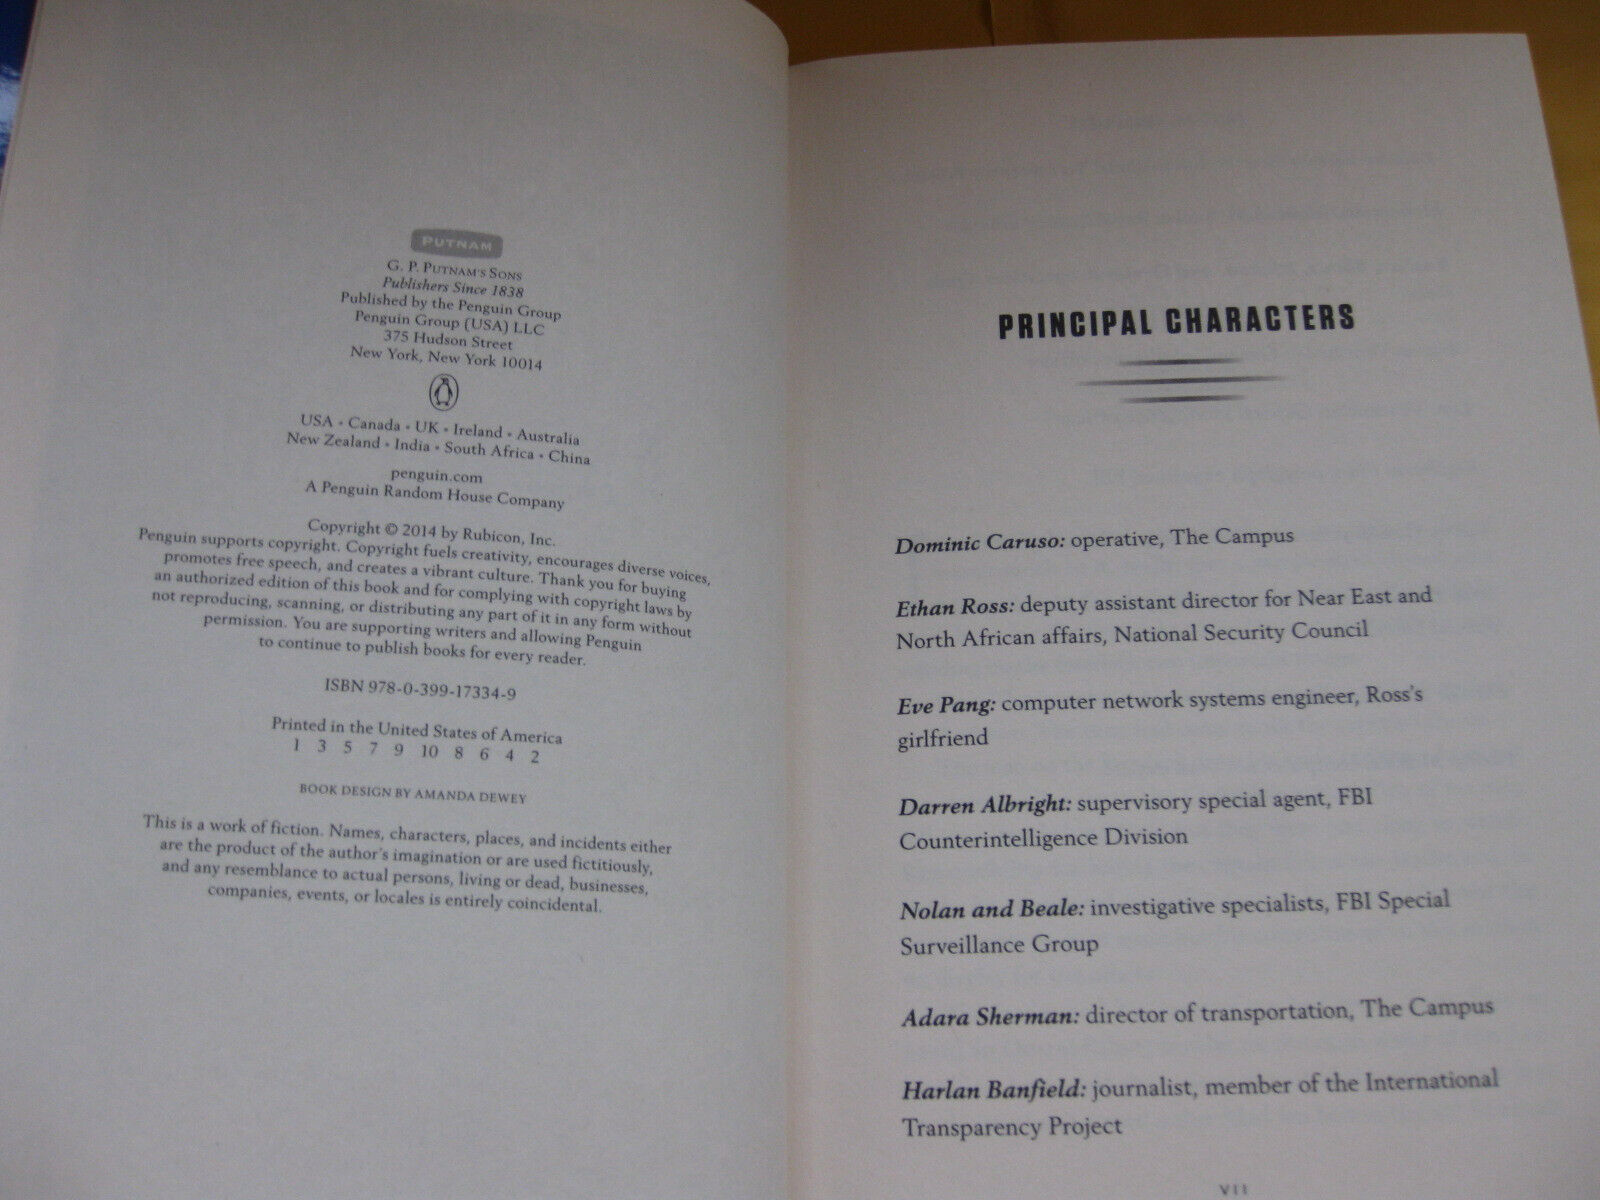 PUTNAM
G. P. PUTNAM'S SONS
Publishers Since 1838
Published by the Penguin Group
Penguin Group (USA) LLC
375 Hudson Street
New York, New York 10014
USA • Canada • UK • Ireland • Australia
New Zealand • India • South Africa • China
penguin.com
A Penguin Random House Company
Copyright © 2014 by Rubicon, Inc.
Penguin supports copyright. Copyright fuels creativity, encourages diverse voices,
promotes free speech, and creates a vibrant culture. Thank you for buying
an authorized edition of this book and for complying with copyright laws by
not reproducing, scanning, or distributing any part of it in any form without
permission. You are supporting writers and allowing Penguin
to continue to publish books for every reader.
ISBN 978-0-399-17334-9
Printed in the United States of America
1 3 5 7 9 10 8 6 4 2
BOOK DESIGN BY AMANDA DEWEY
This is a work of fiction. Names, characters, places, and incidents either
are the product of the author's imagination or are used fictitiously,
and any resemblance to actual persons, living or dead, businesses,
companies, events, or locales is entirely coincidental.
PRINCIPAL CHARACTERS
Dominic Caruso: operative, The Campus
Ethan Ross: deputy assistant director for Near East and
North African affairs, National Security Council
Eve Pang: computer network systems engineer, Ross's
girlfriend
Darren Albright: supervisory special agent, FBI
Counterintelligence Division
Nolan and Beale: investigative specialists, FBI Special
Surveillance Group
Adara Sherman: director of transportation, The Campus
Harlan Banfield: journalist, member of the International
Transparency Project
VII